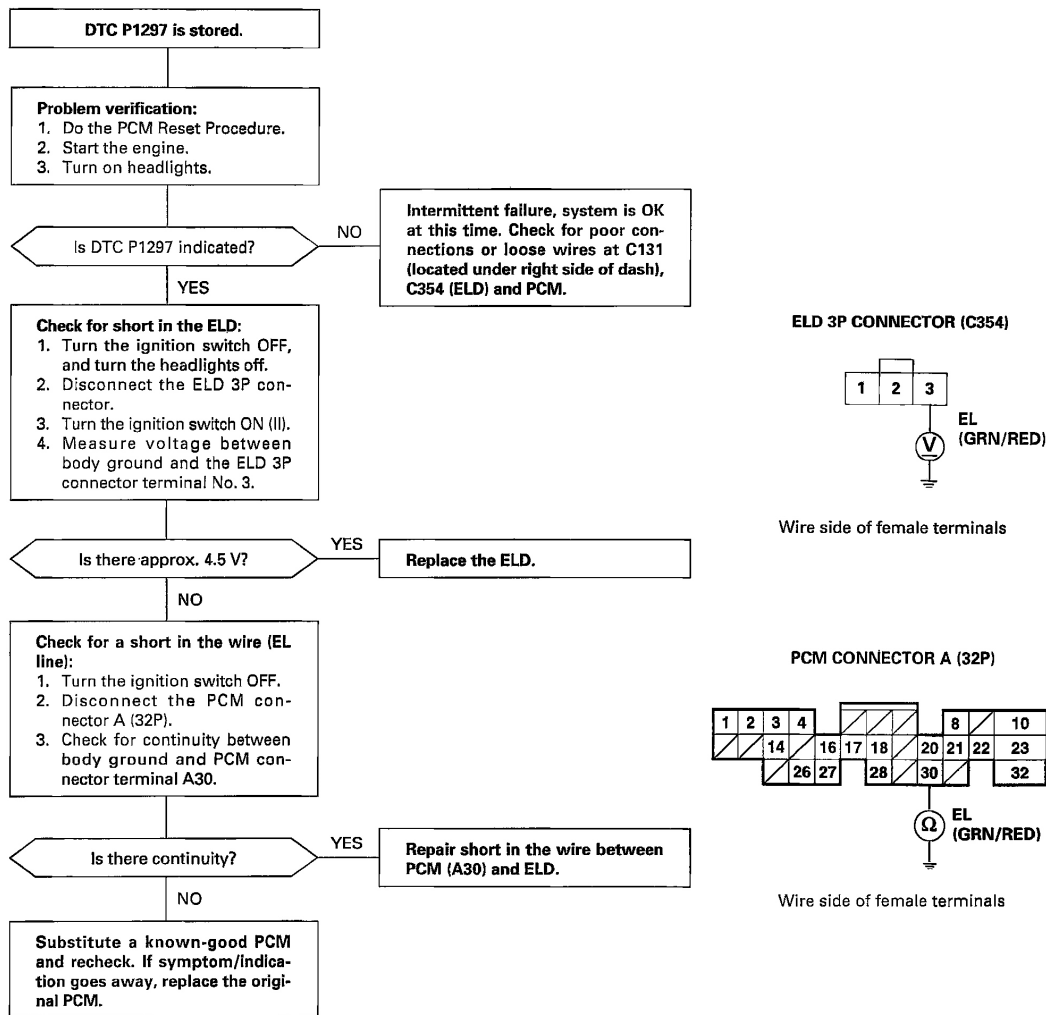 DTC P1297 is stored.
Problem verification:
1. Do the PCM Reset Procedure.
2. Start the engine.
3. Turn on headlights.
Is DTC P1297 indicated?
NO
Intermittent failure, system is OK
at this time. Check for poor con-
nections or loose wires at C131
(located under right side of dash),
C354 (ELD) and PCM.
YES
Check for short in the ELD:
1. Turn the ignition switch OFF,
and turn the headlights off.
2. Disconnect the ELD 3P con-
nector.
3. Turn the ignition switch ON (II).
4. Measure voltage between
body ground and the ELD 3P
connector terminal No. 3.
ELD 3P CONNECTOR (C354)
1 2 3
EL
(GRN/RED)
V
Wire side of female terminals
Is there approx. 4.5 V?
YES
Replace the ELD.
NO
Check for a short in the wire (EL
line):
1. Turn the ignition switch OFF.
2. Disconnect the PCM con-
nector A (32P).
3. Check for continuity between
body ground and PCM con-
nector terminal A30.
PCM CONNECTOR A (32P)
1 2 3 4 8 10
14 16 17 18 20 21 22 23
26 27 28 30 32
EL
(GRN/RED)
Ω
Wire side of female terminals
Is there continuity?
YES
Repair short in the wire between
PCM (A30) and ELD.
NO
Substitute a known-good PCM
and recheck. If symptom/indica-
tion goes away, replace the origi-
nal PCM.